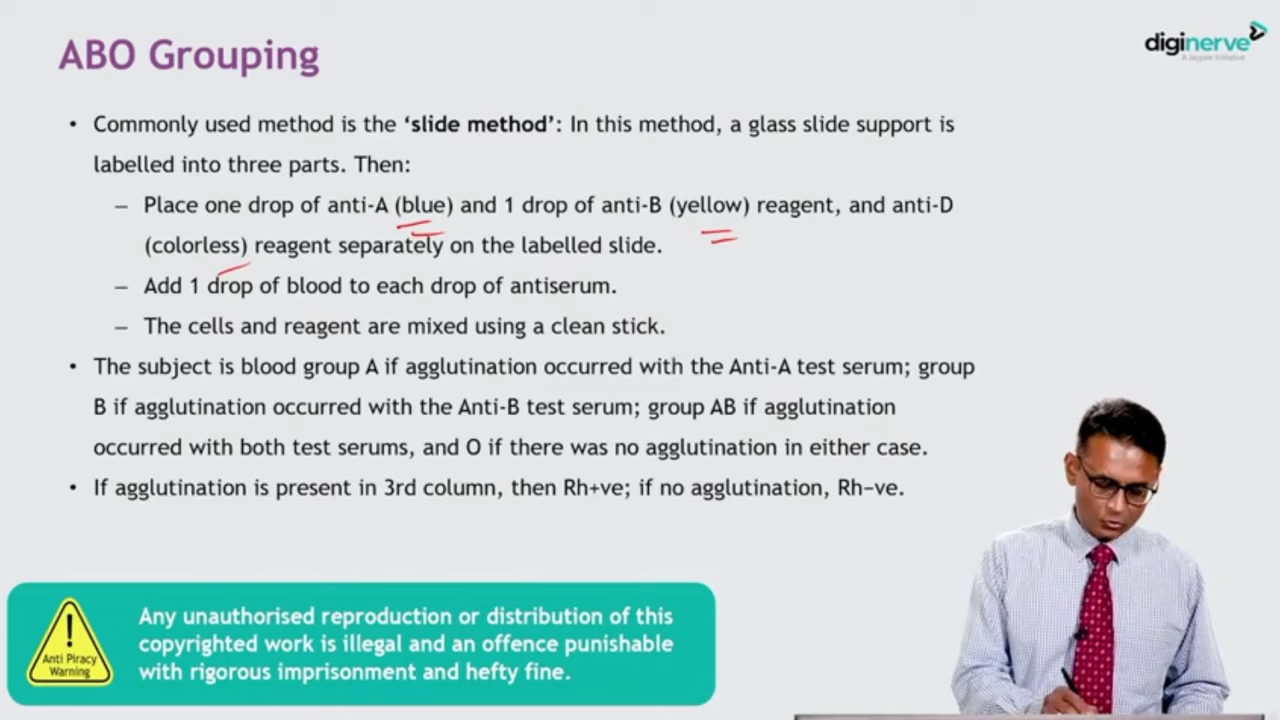 ABO Grouping
diginerve
A Jaypee Initiative
• Commonly used method is the ‘slide method’: In this method, a glass slide support is
labelled into three parts. Then:
– Place one drop of anti-A (blue) and 1 drop of anti-B (yellow) reagent, and anti-D
(colorless) reagent separately on the labelled slide.
– Add 1 drop of blood to each drop of antiserum.
– The cells and reagent are mixed using a clean stick.
• The subject is blood group A if agglutination occurred with the Anti-A test serum; group
B if agglutination occurred with the Anti-B test serum; group AB if agglutination
occurred with both test serums, and O if there was no agglutination in either case.
• If agglutination is present in 3rd column, then Rh+ve; if no agglutination, Rh−ve.
Any unauthorised reproduction or distribution of this
copyrighted work is illegal and an offence punishable
with rigorous imprisonment and hefty fine.
!
Anti Piracy
Warning